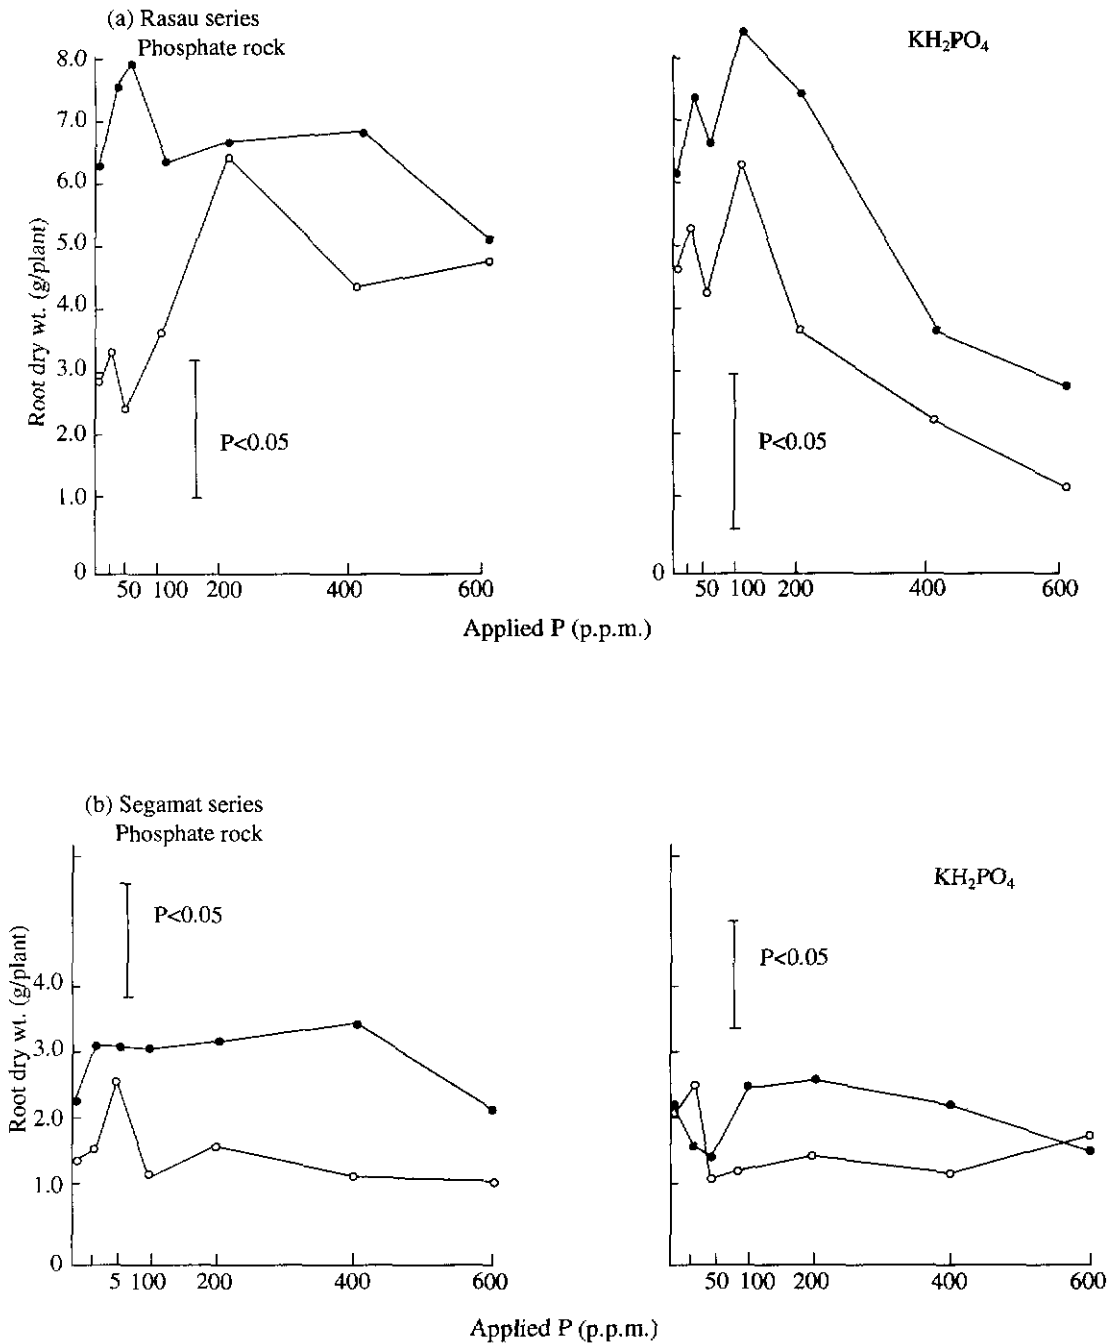 (a) Rasau series
Phosphate rock
KH₂PO₄
8.0
7.0
6.0
5.0
4.0
3.0
2.0
1.0
0
Root dry wt. (g/plant)
P<0.05
P<0.05
0
50 100 200 400 600
50 100 200 400 600
Applied P (p.p.m.)
(b) Segamat series
Phosphate rock
KH₂PO₄
P<0.05
P<0.05
4.0
3.0
2.0
1.0
0
Root dry wt. (g/plant)
5 100 200 400 600
50 100 200 400 600
Applied P (p.p.m.)